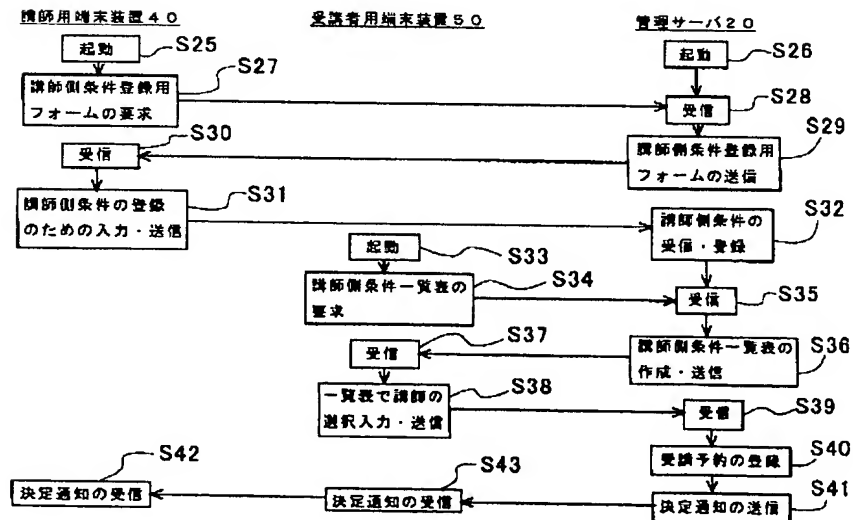 講師用端末装置40
受講者用端末装置50
管理サーバ20
起動
S25
起動
S26
S27
講師側条件登録用
フォームの要求
S28
受信
S30
受信
S29
講師側条件登録用
フォームの送信
S31
講師側条件の登録
のための入力・送信
S32
講師側条件の
受信・登録
起動
S33
S34
講師側条件一覧表の
要求
受信
S35
S37
受信
S36
講師側条件一覧表の
作成・送信
S38
一覧表で講師の
選択入力・送信
受信
S39
受講予約の登録
S40
S42
決定通知の受信
S43
決定通知の受信
S41
決定通知の送信